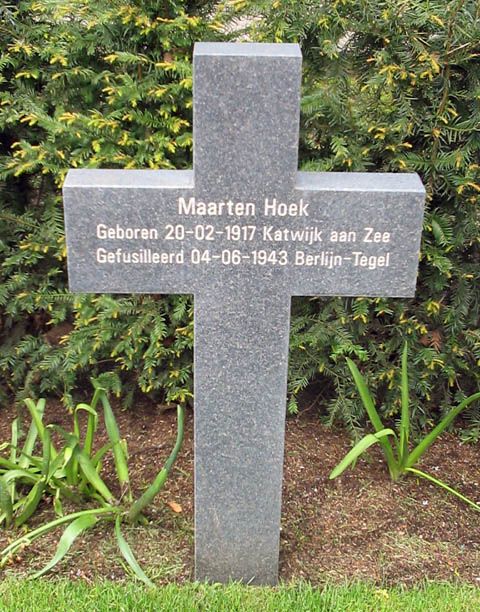 Maarten Hoek
Geboren 20-02-1917 Katwijk aan Zee
Gefusilleerd 04-06-1943 Berlijn-Tegel